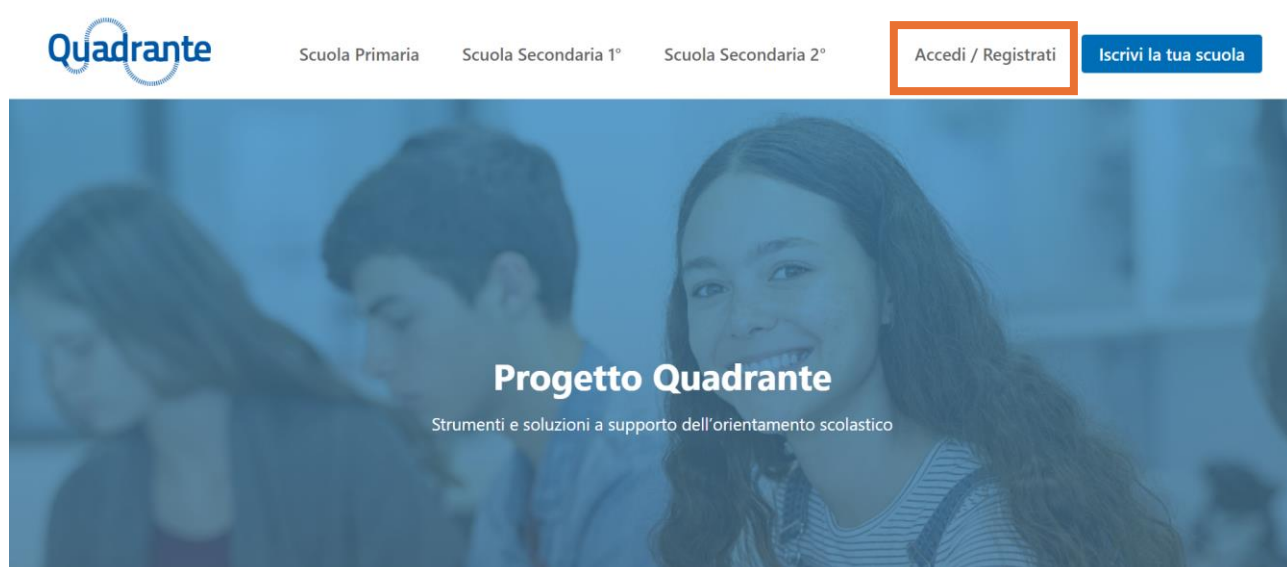 Quadrante
Scuola Primaria Scuola Secondaria 1° Scuola Secondaria 2° Accedi / Registrati Iscrivi la tua scuola
Progetto Quadrante
Strumenti e soluzioni a supporto dell'orientamento scolastico